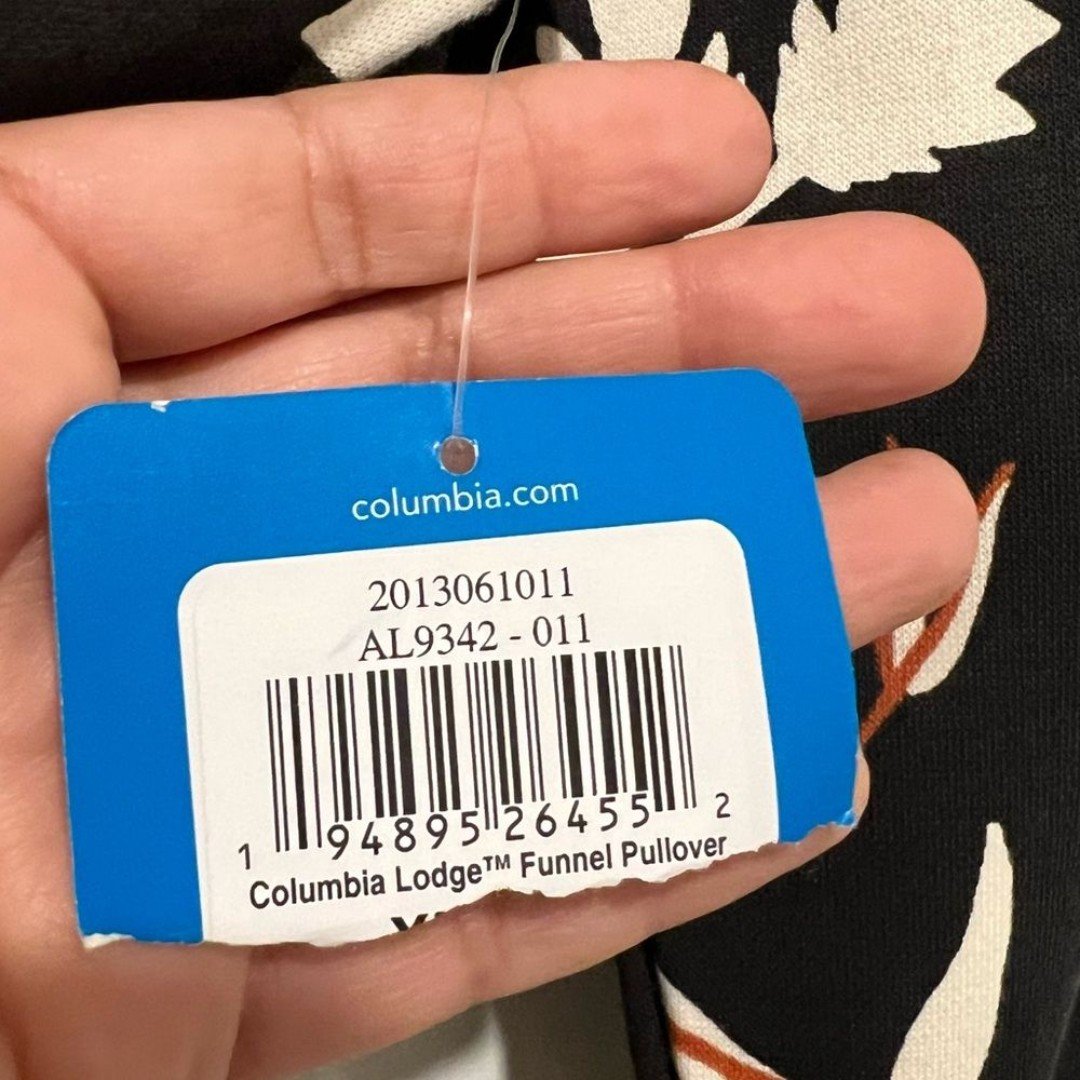 columbia.com
2013061011
AL9342 - 011
1 94895 26455 2
Columbia Lodge™ Funnel Pullover